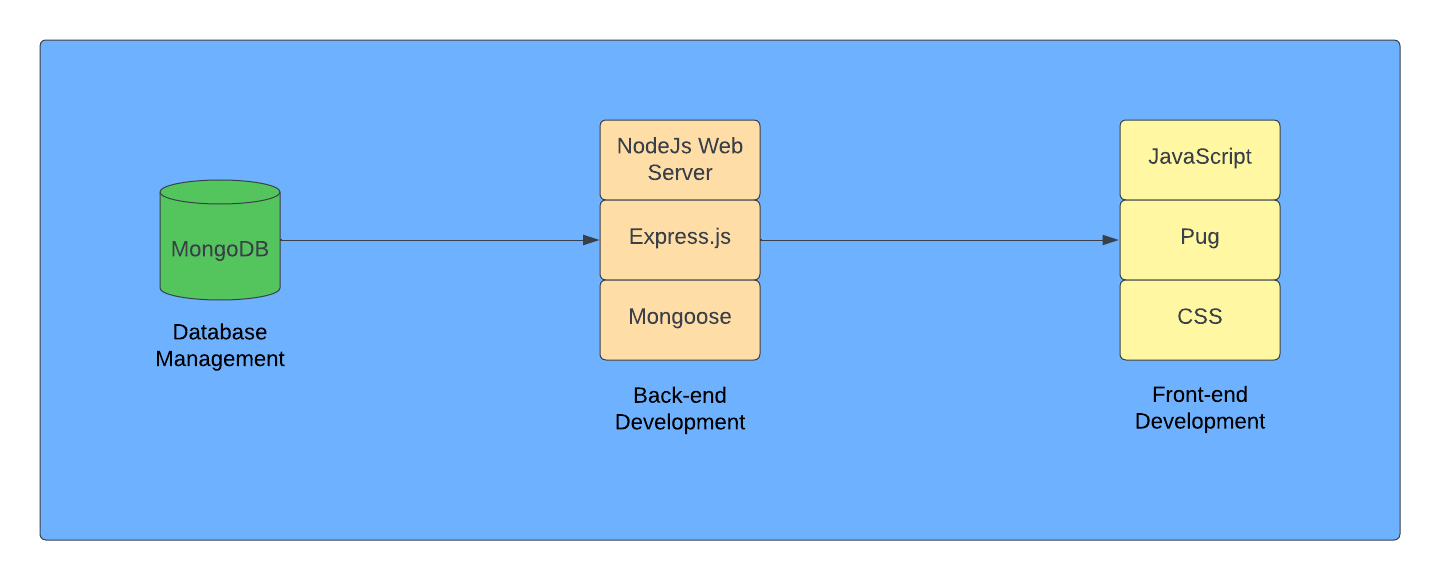 MongoDB
Database
Management
NodeJs Web
Server
Express.js
Mongoose
Back-end
Development
JavaScript
Pug
CSS
Front-end
Development